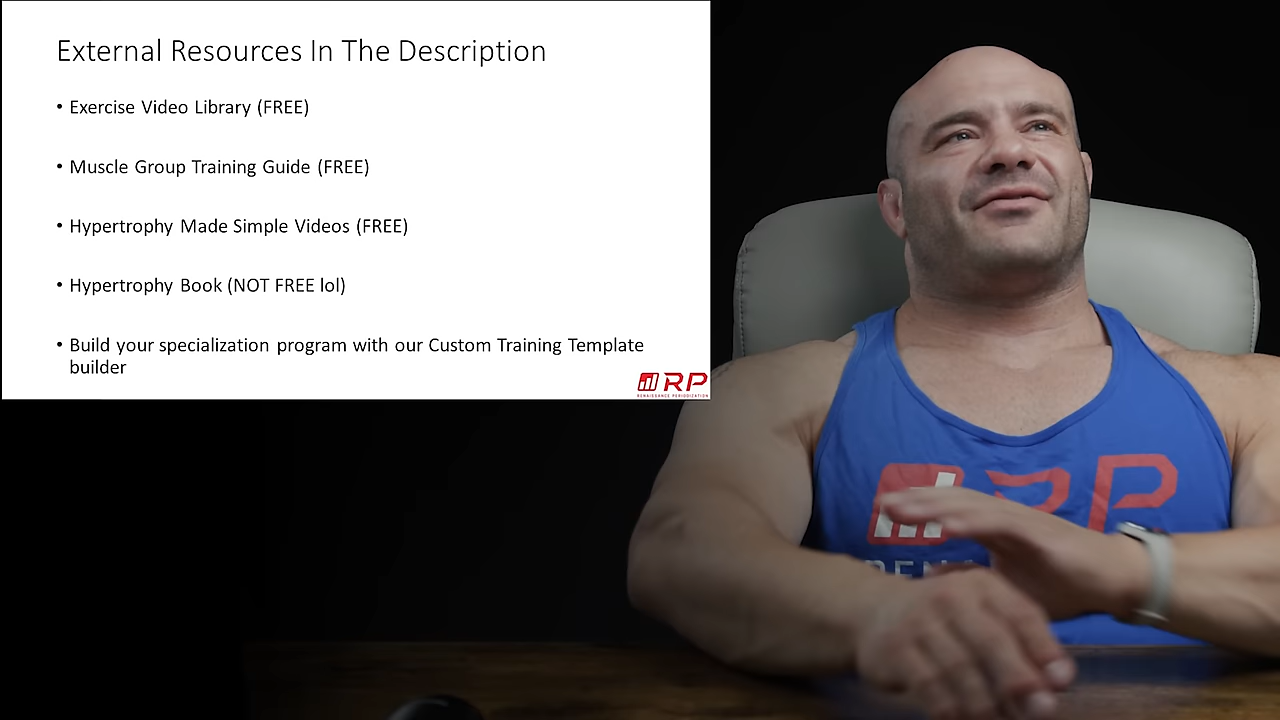 External Resources In The Description
• Exercise Video Library (FREE)
• Muscle Group Training Guide (FREE)
• Hypertrophy Made Simple Videos (FREE)
• Hypertrophy Book (NOT FREE lol)
• Build your specialization program with our Custom Training Template
builder
RP
RENAISSANCE PERIODIZATION
RP